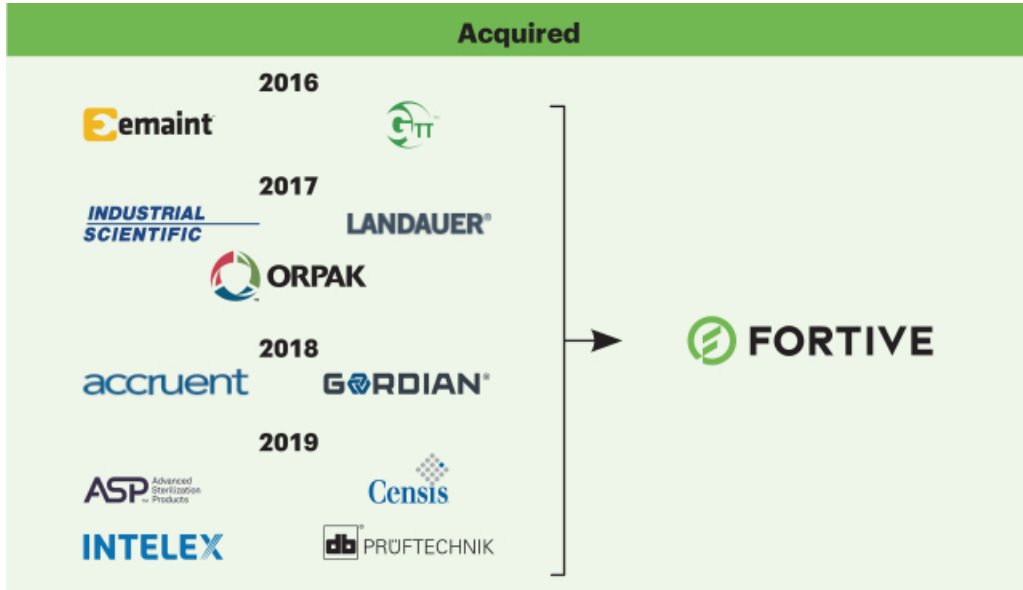 Acquired
2016
emaint
GTT
2017
INDUSTRIAL
SCIENTIFIC
LANDAUER®
ORPAK
2018
accruent
GORDIAN®
2019
ASP Advanced
Sterilization
Products
Censis
INTELEX
db® PRÜFTECHNIK
FORTIVE